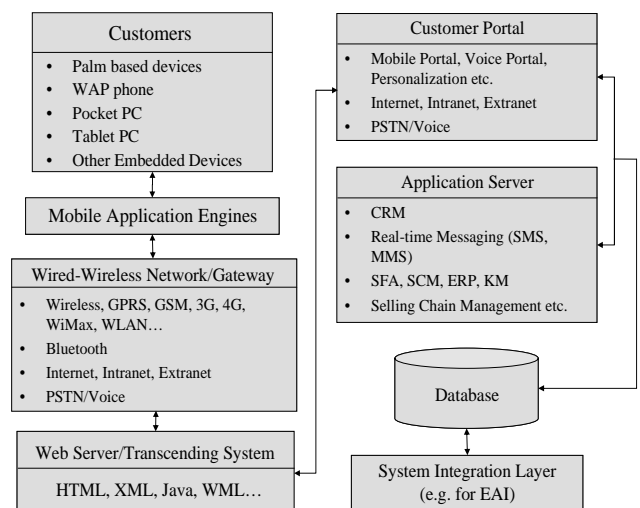 Customers
• Palm based devices
• WAP phone
• Pocket PC
• Tablet PC
• Other Embedded Devices
Mobile Application Engines
Wired-Wireless Network/Gateway
• Wireless, GPRS, GSM, 3G, 4G,
WiMax, WLAN…
• Bluetooth
• Internet, Intranet, Extranet
• PSTN/Voice
Web Server/Transcending System
HTML, XML, Java, WML…
Customer Portal
• Mobile Portal, Voice Portal,
Personalization etc.
• Internet, Intranet, Extranet
• PSTN/Voice
Application Server
• CRM
• Real-time Messaging (SMS,
MMS)
• SFA, SCM, ERP, KM
• Selling Chain Management etc.
Database
System Integration Layer
(e.g. for EAI)